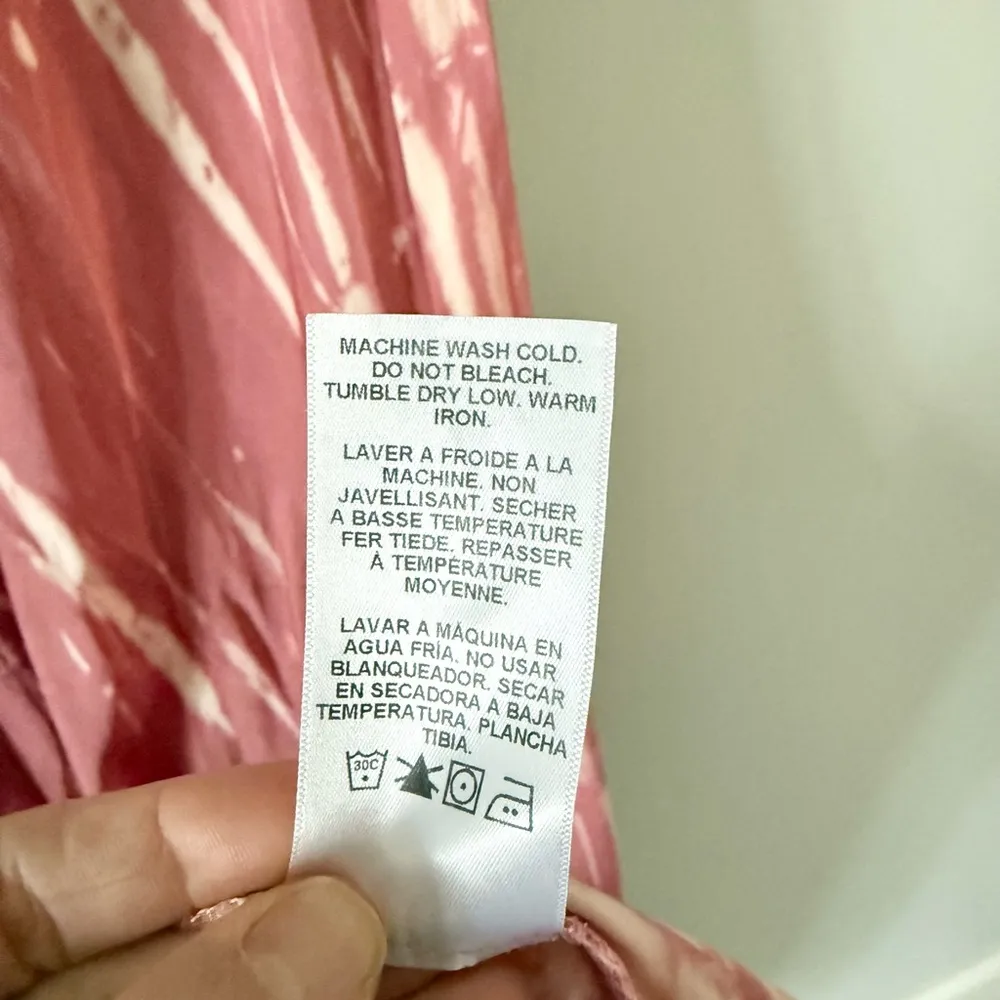 MACHINE WASH COLD.
DO NOT BLEACH.
TUMBLE DRY LOW. WARM
IRON.
LAVER A FROIDE A LA
MACHINE. NON
JAVELLISANT. SECHER
A BASSE TEMPERATURE
FER TIEDE. REPASSER
À TEMPÉRATURE
MOYENNE.
LAVAR A MÁQUINA EN
AGUA FRÍA. NO USAR
BLANQUEADOR. SECAR
EN SECADORA A BAJA
TEMPERATURA. PLANCHA
TIBIA.
30C